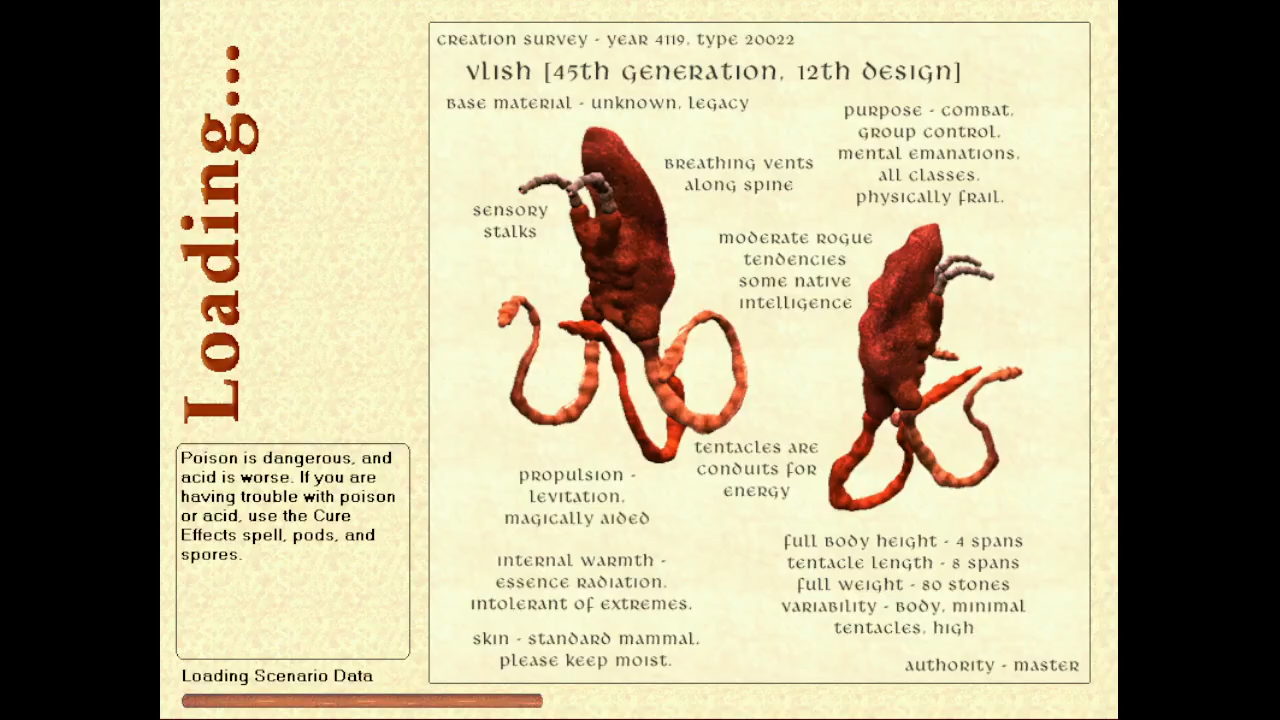 Loading...
Poison is dangerous, and
acid is worse. If you are
having trouble with poison
or acid, use the Cure
Effects spell, pods, and
spores.
Loading Scenario Data
creation survey - year 4119, type 20022
vlish [45th generation, 12th design]
base material - unknown, legacy
purpose - combat,
group control,
mental emanations,
all classes,
physically frail.
breathing vents
along spine
sensory
stalks
moderate rogue
tendencies
some native
intelligence
tentacles are
conduits for
energy
propulsion -
levitation,
magically aided
internal warmth -
essence radiation.
intolerant of extremes.
skin - standard mammal.
please keep moist.
full body height - 4 spans
tentacle length - 8 spans
full weight - 80 stones
variability - body, minimal
tentacles, high
authority - master